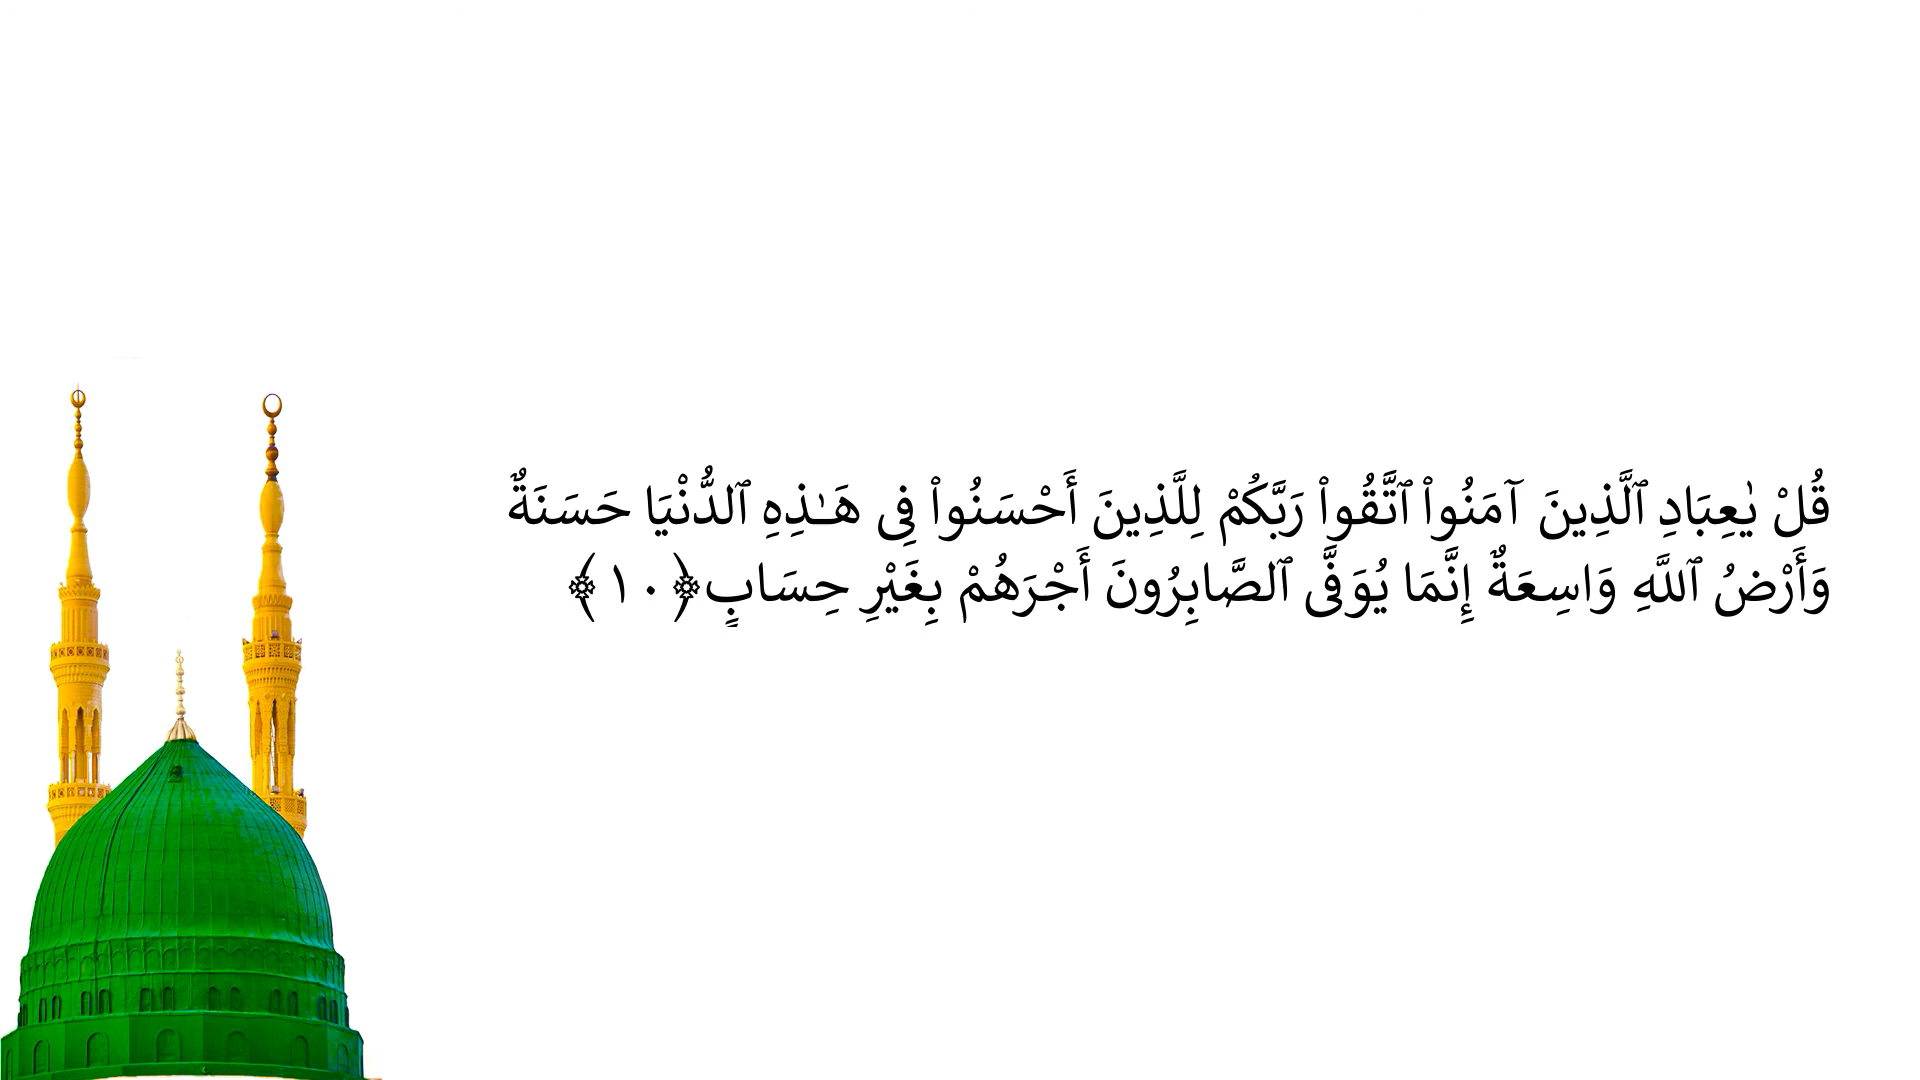 قُلْ يٰعِبَادِ ٱلَّذِينَ آمَنُواْ ٱتَّقُواْ رَبَّكُمْ لِلَّذِينَ أَحْسَنُواْ فِى هَـٰذِهِ ٱلدُّنْيَا حَسَنَةٌ
وَأَرْضُ ٱللَّهِ وَاسِعَةٌ إِنَّمَا يُوَفَّى ٱلصَّابِرُونَ أَجْرَهُمْ بِغَيْرِ حِسَابٍ﴿١٠﴾